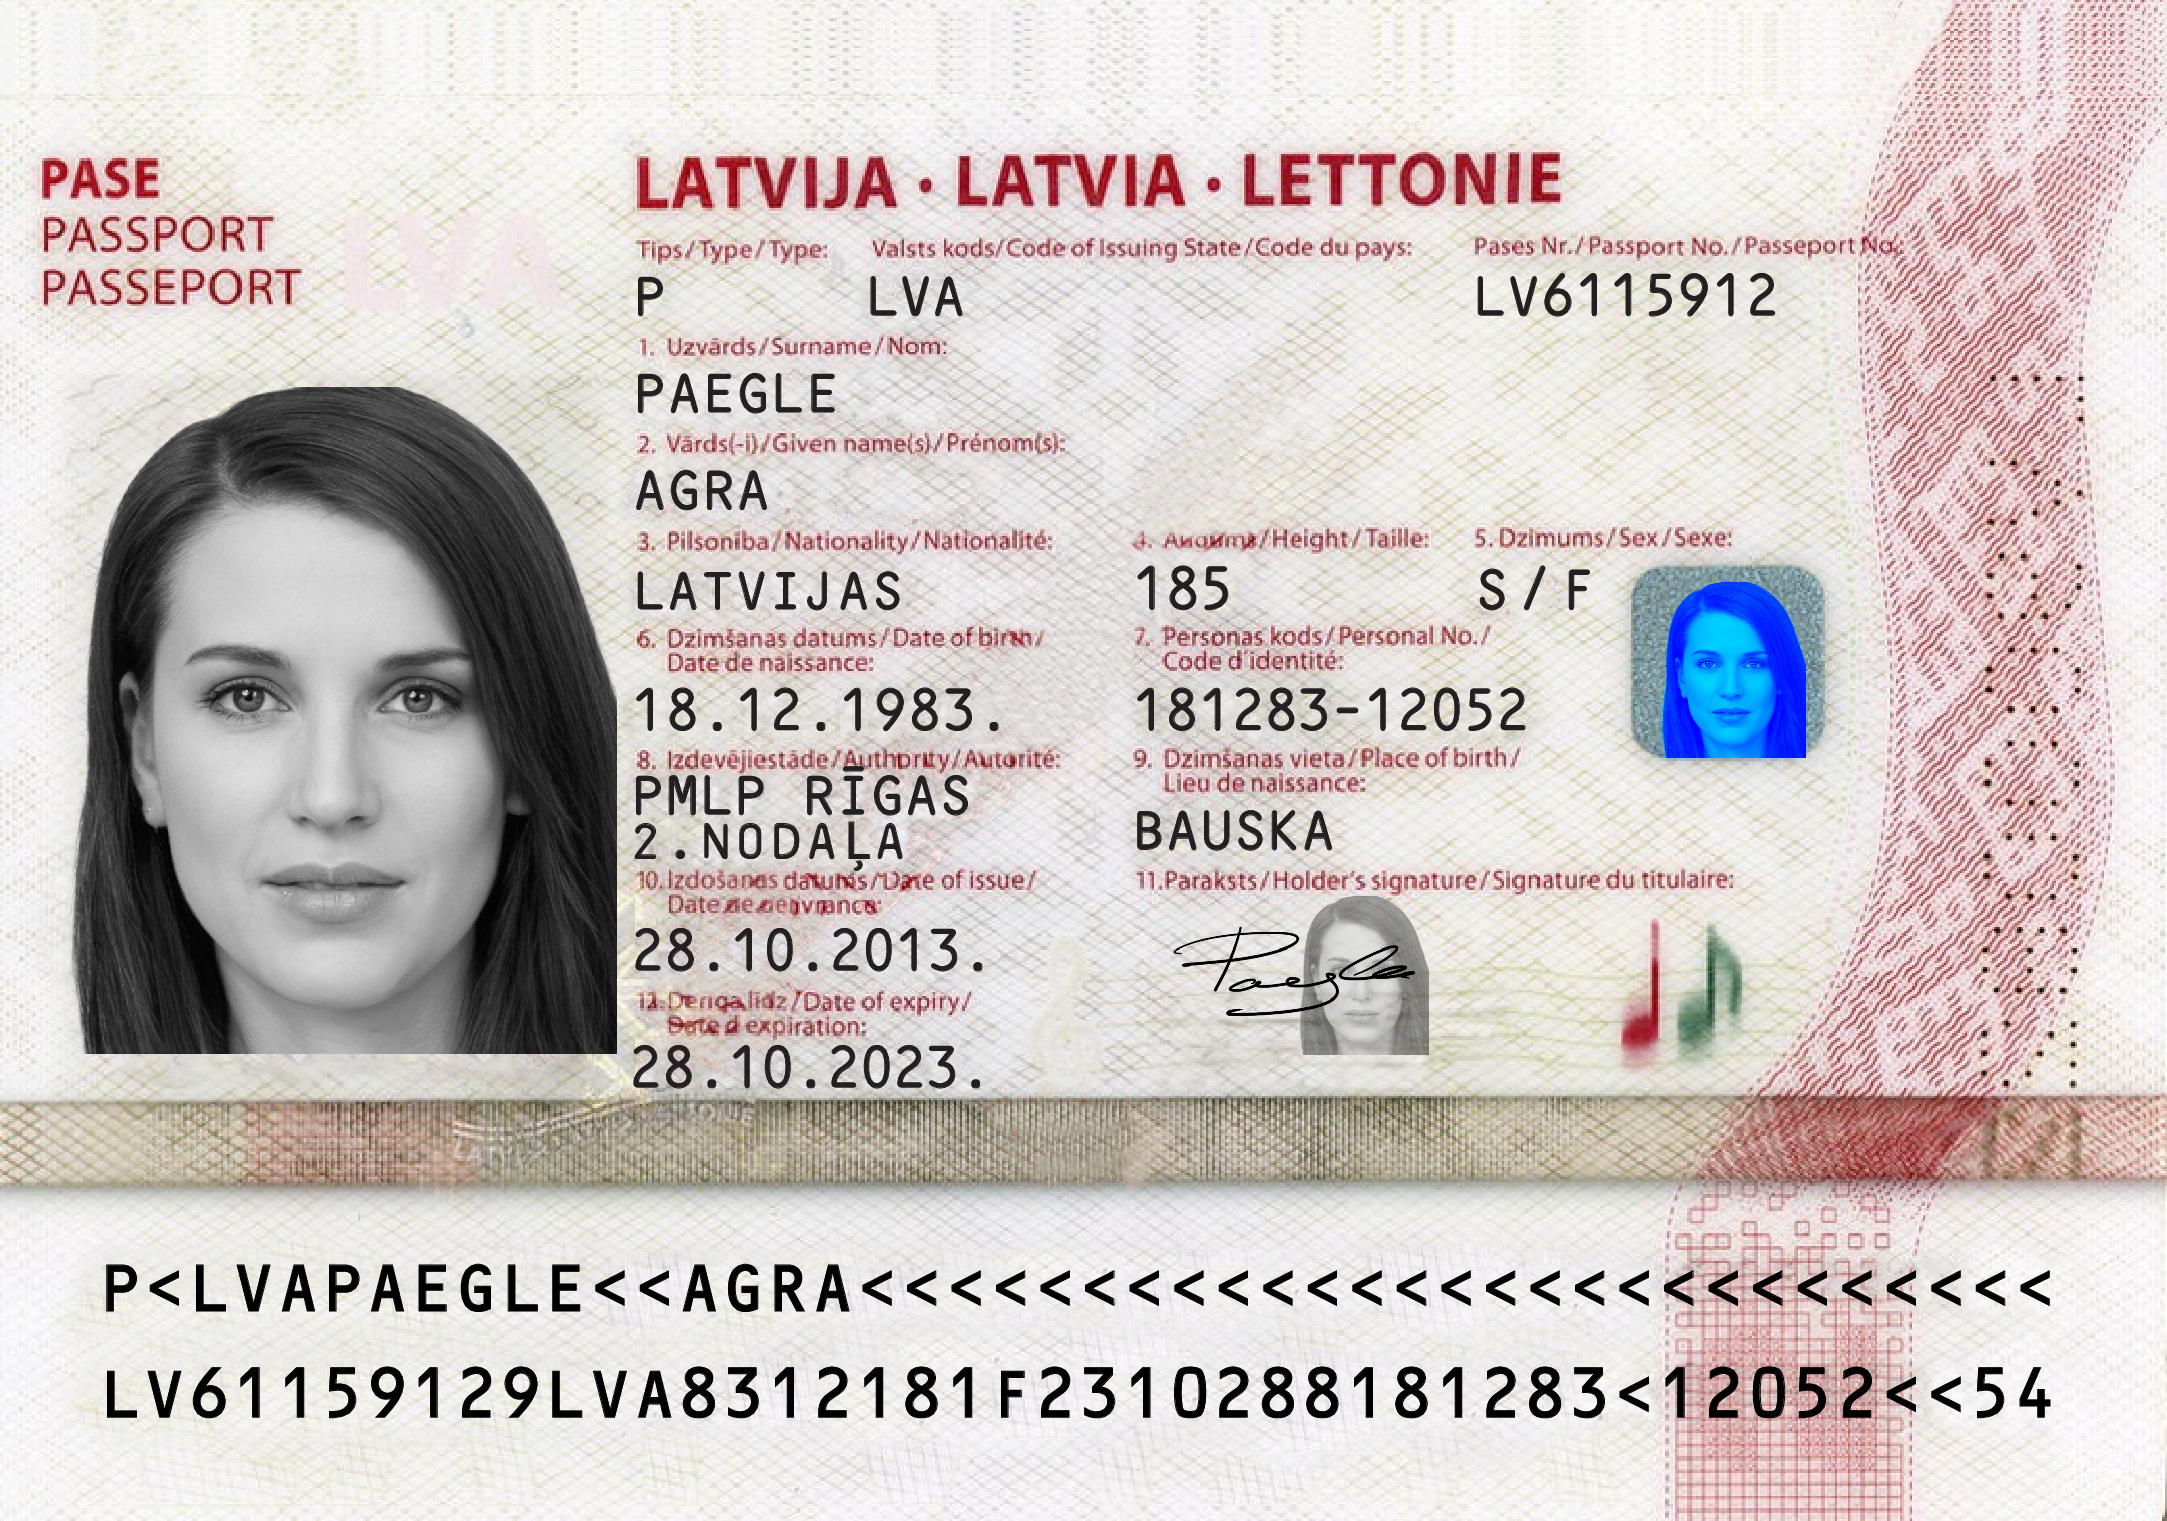 PASE
PASSPORT
PASSEPORT
LVA
LATVIJA · LATVIA · LETTONIE
Tips/Type/Type: Valsts kods/Code of Issuing State/Code du pays: Pases Nr./Passport No./Passeport No.:
P LVA LV6115912
1. Uzvārds/Surname/Nom:
PAEGLE
2. Vārds(-i)/Given name(s)/Prénom(s):
AGRA
3. Pilsonība/Nationality/Nationalité: 4. Augums/Height/Taille: 5. Dzimums/Sex/Sexe:
LATVIJAS 185 S/F
6. Dzimšanas datums/Date of birth/ 7. Personas kods/Personal No./
Date de naissance: Code d'identité:
18.12.1983. 181283-12052
8. Izdevējiestāde/Authority/Autorité: 9. Dzimšanas vieta/Place of birth/
Lieu de naissance:
PMLP RĪGAS
2.NODAĻA
BAUSKA
10. Izdošanas datums/Date of issue/ 11. Paraksts/Holder's signature/Signature du titulaire:
Date de
28.10.2013.
Paegle
līdz/Date of expiry/
Date d'expiration:
28.10.2023.
P<LVAPAEGLE<<AGRA<<<<<<<<<<<<<<<<<<<<<<<<<<<
LV61159129LVA8312181F2310288181283<12052<<54